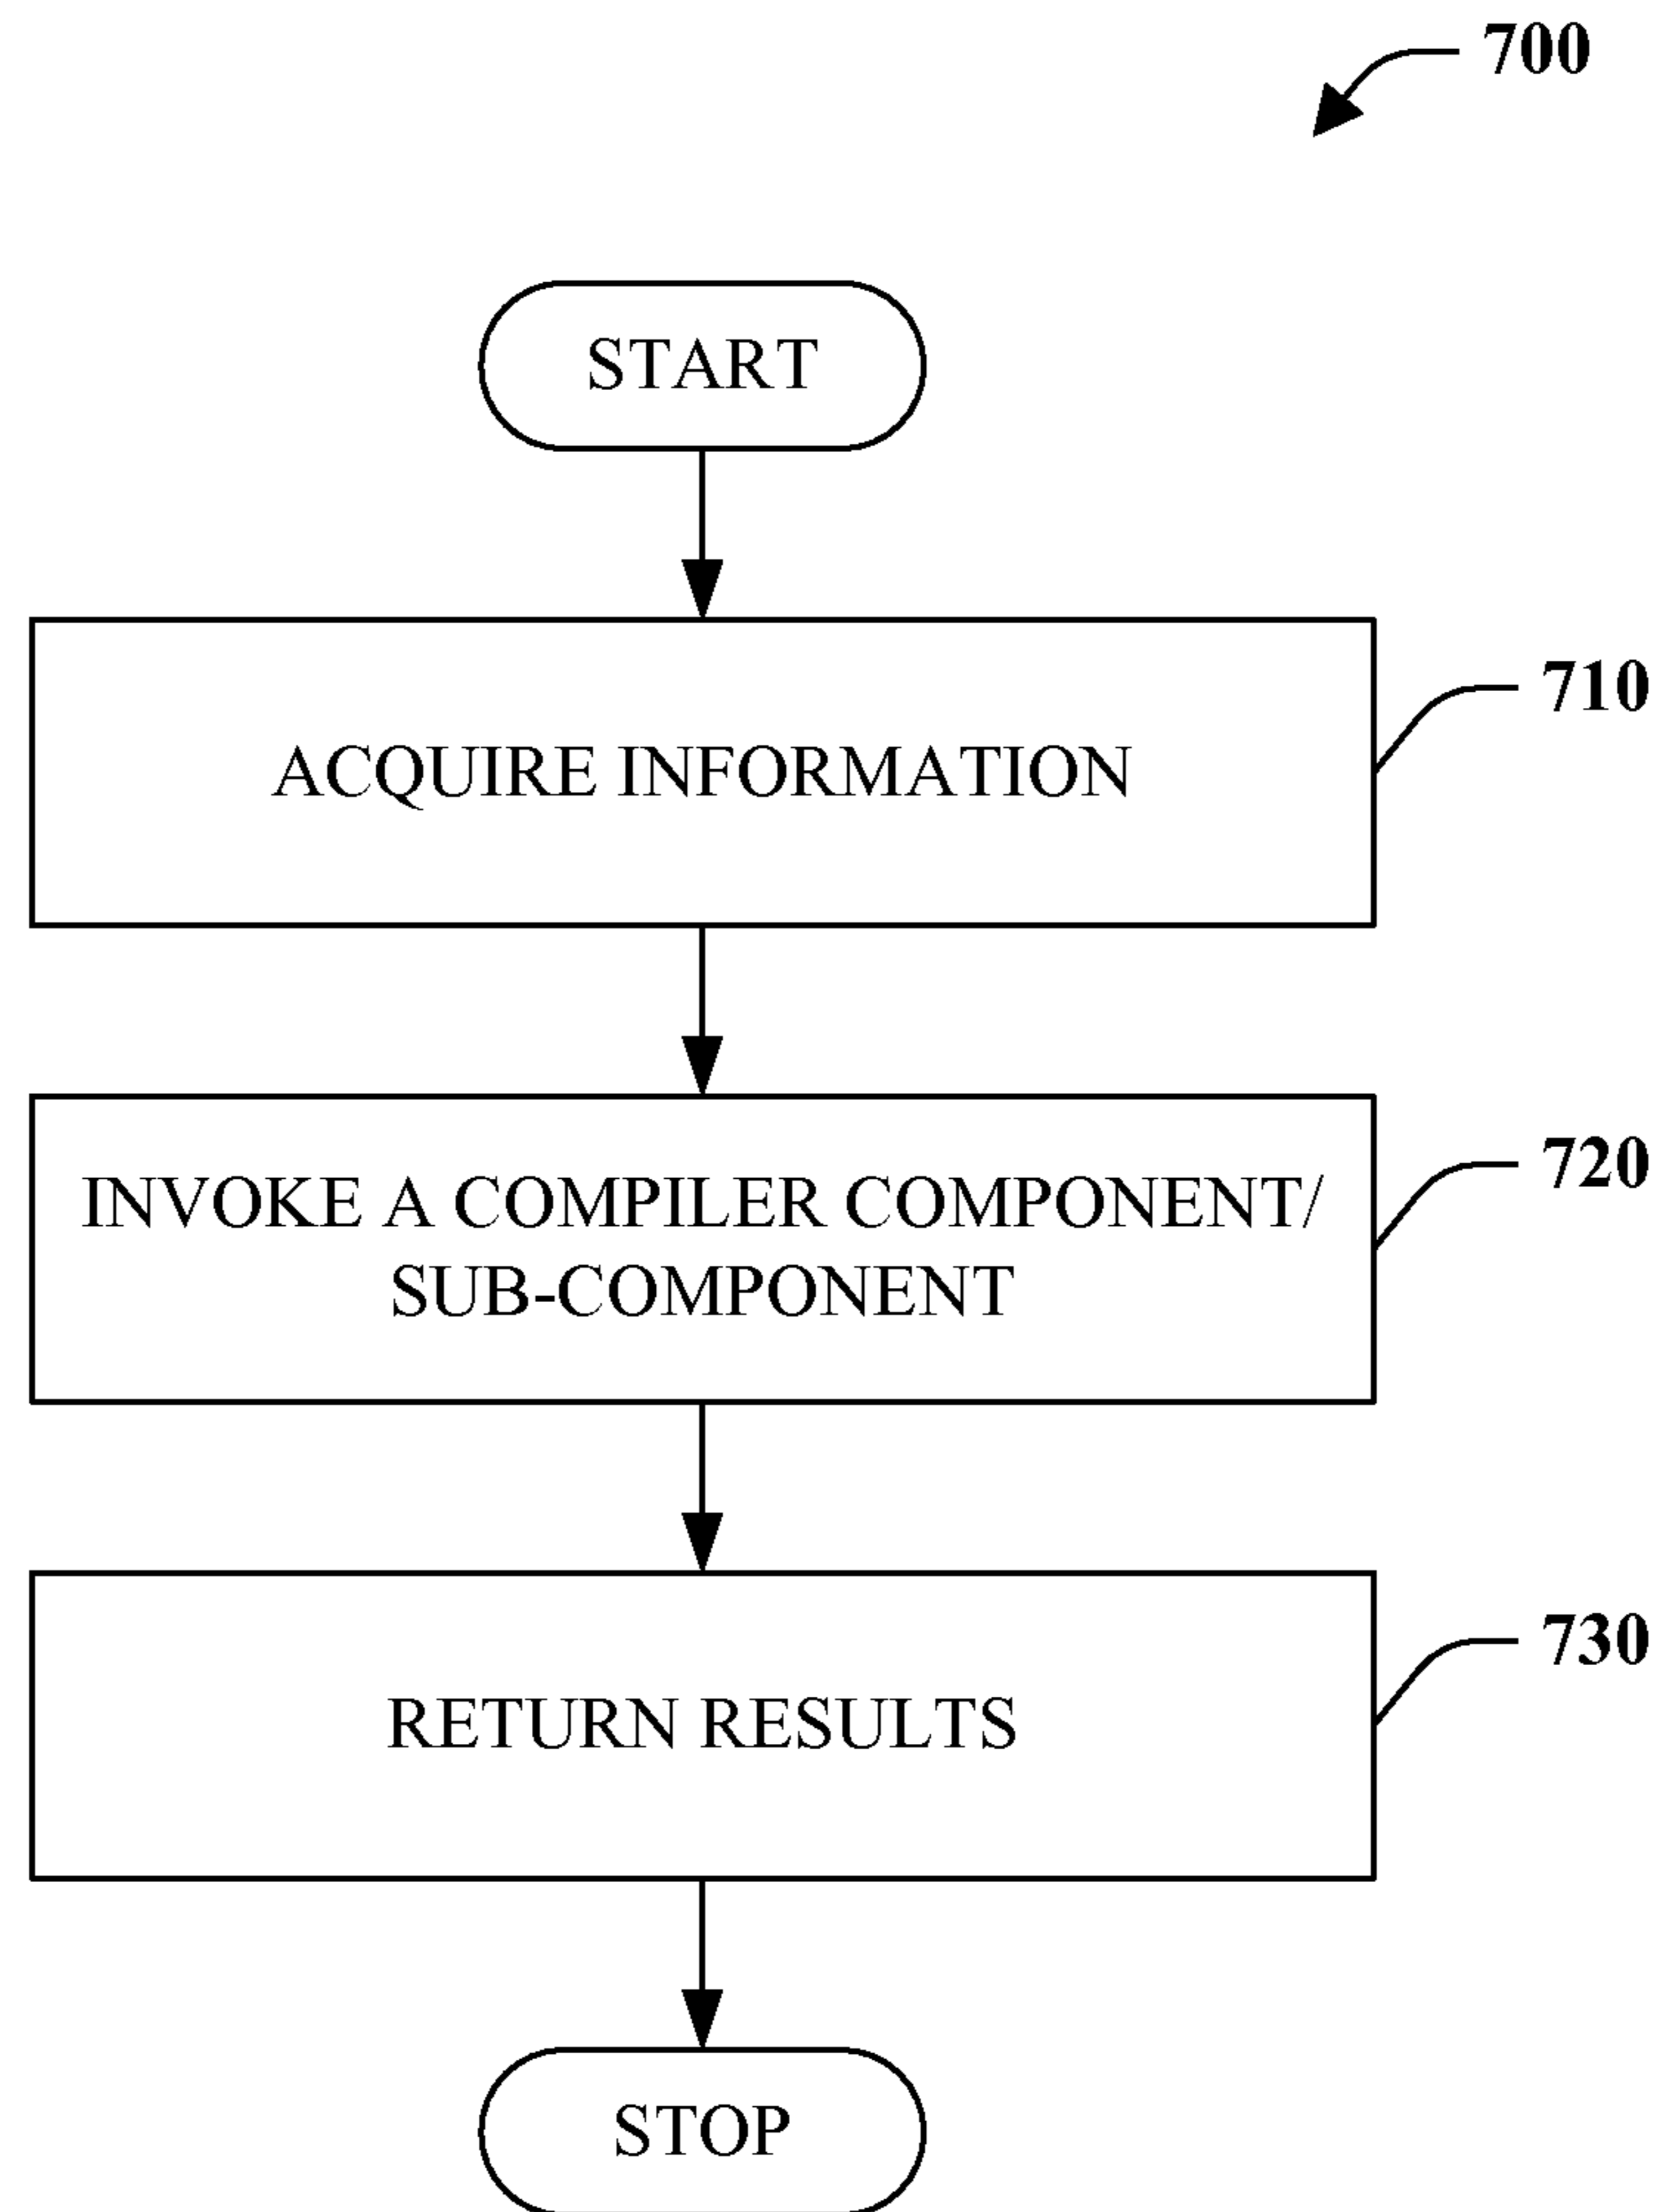 700
START
710
ACQUIRE INFORMATION
720
INVOKE A COMPILER COMPONENT/
SUB-COMPONENT
730
RETURN RESULTS
STOP